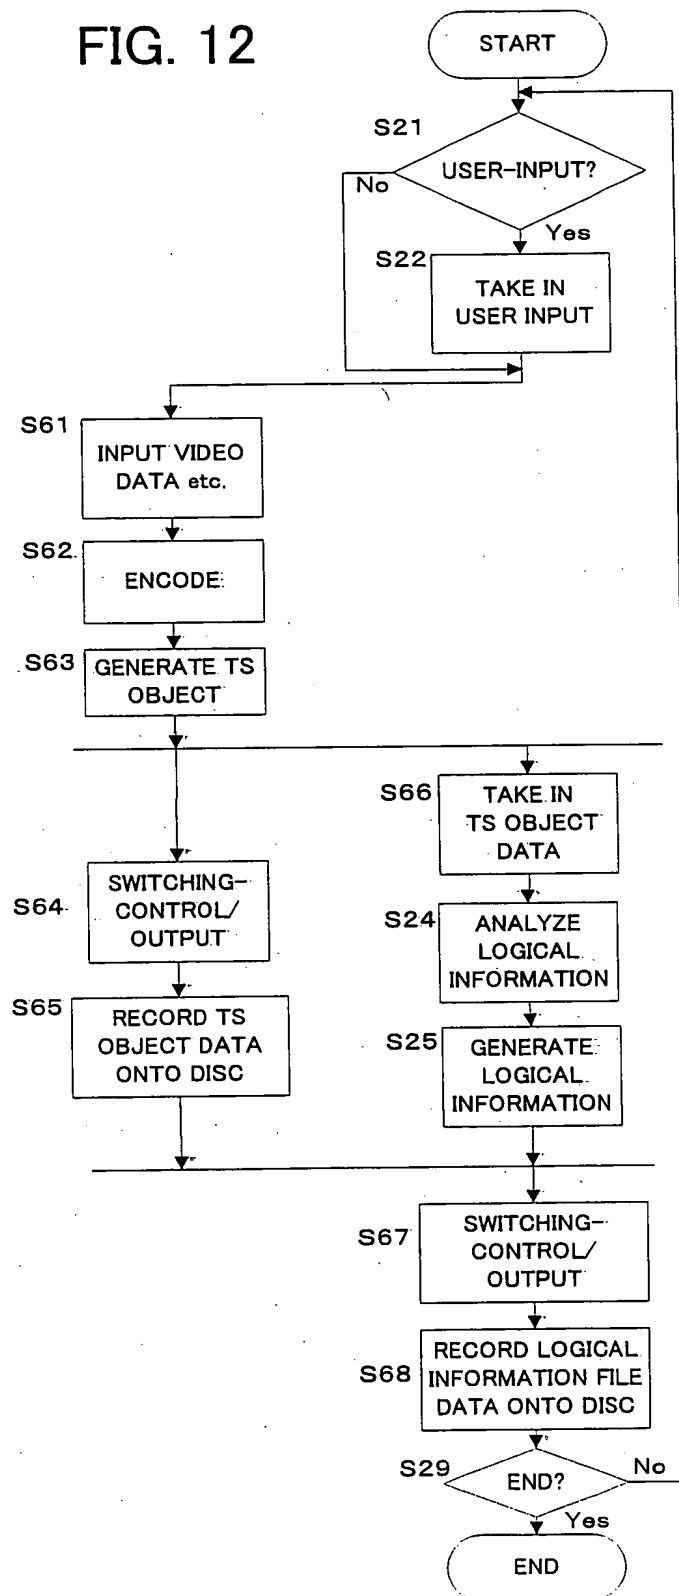 FIG. 12
START
S21
USER-INPUT?
No
Yes
S22
TAKE IN
USER INPUT
S61
INPUT VIDEO
DATA etc.
S62
ENCODE
S63
GENERATE TS
OBJECT
S66
TAKE IN
TS OBJECT
DATA
S64
SWITCHING-
CONTROL/
OUTPUT
S24
ANALYZE
LOGICAL
INFORMATION
S65
RECORD TS
OBJECT DATA
ONTO DISC
S25
GENERATE
LOGICAL
INFORMATION
S67
SWITCHING-
CONTROL/
OUTPUT
S68
RECORD LOGICAL
INFORMATION FILE
DATA ONTO DISC
S29
END?
No
Yes
END